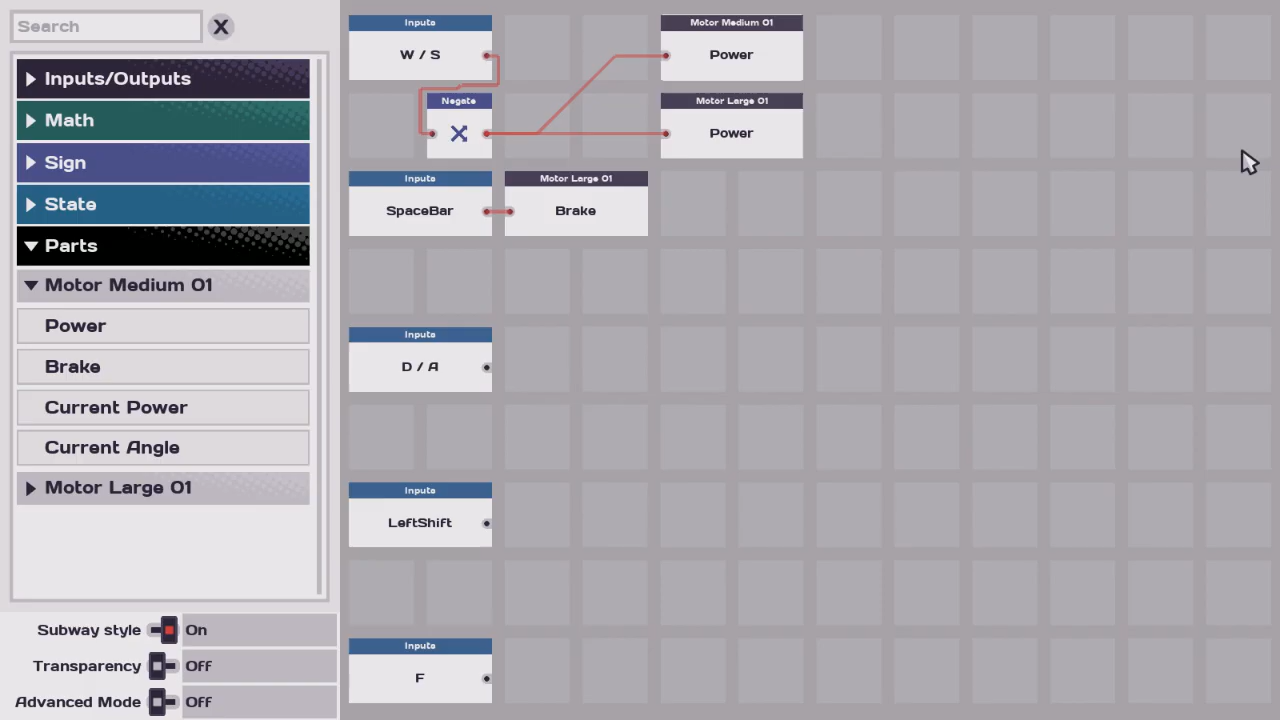 Search
X
Inputs/Outputs
Math
Sign
State
Parts
Motor Medium 01
Power
Brake
Current Power
Current Angle
Motor Large 01
Subway style On
Transparency Off
Advanced Mode Off
Inputs
W / S
Motor Medium 01
Power
Negate
Motor Large 01
Power
Inputs
SpaceBar
Motor Large 01
Brake
Inputs
D / A
Inputs
LeftShift
Inputs
F